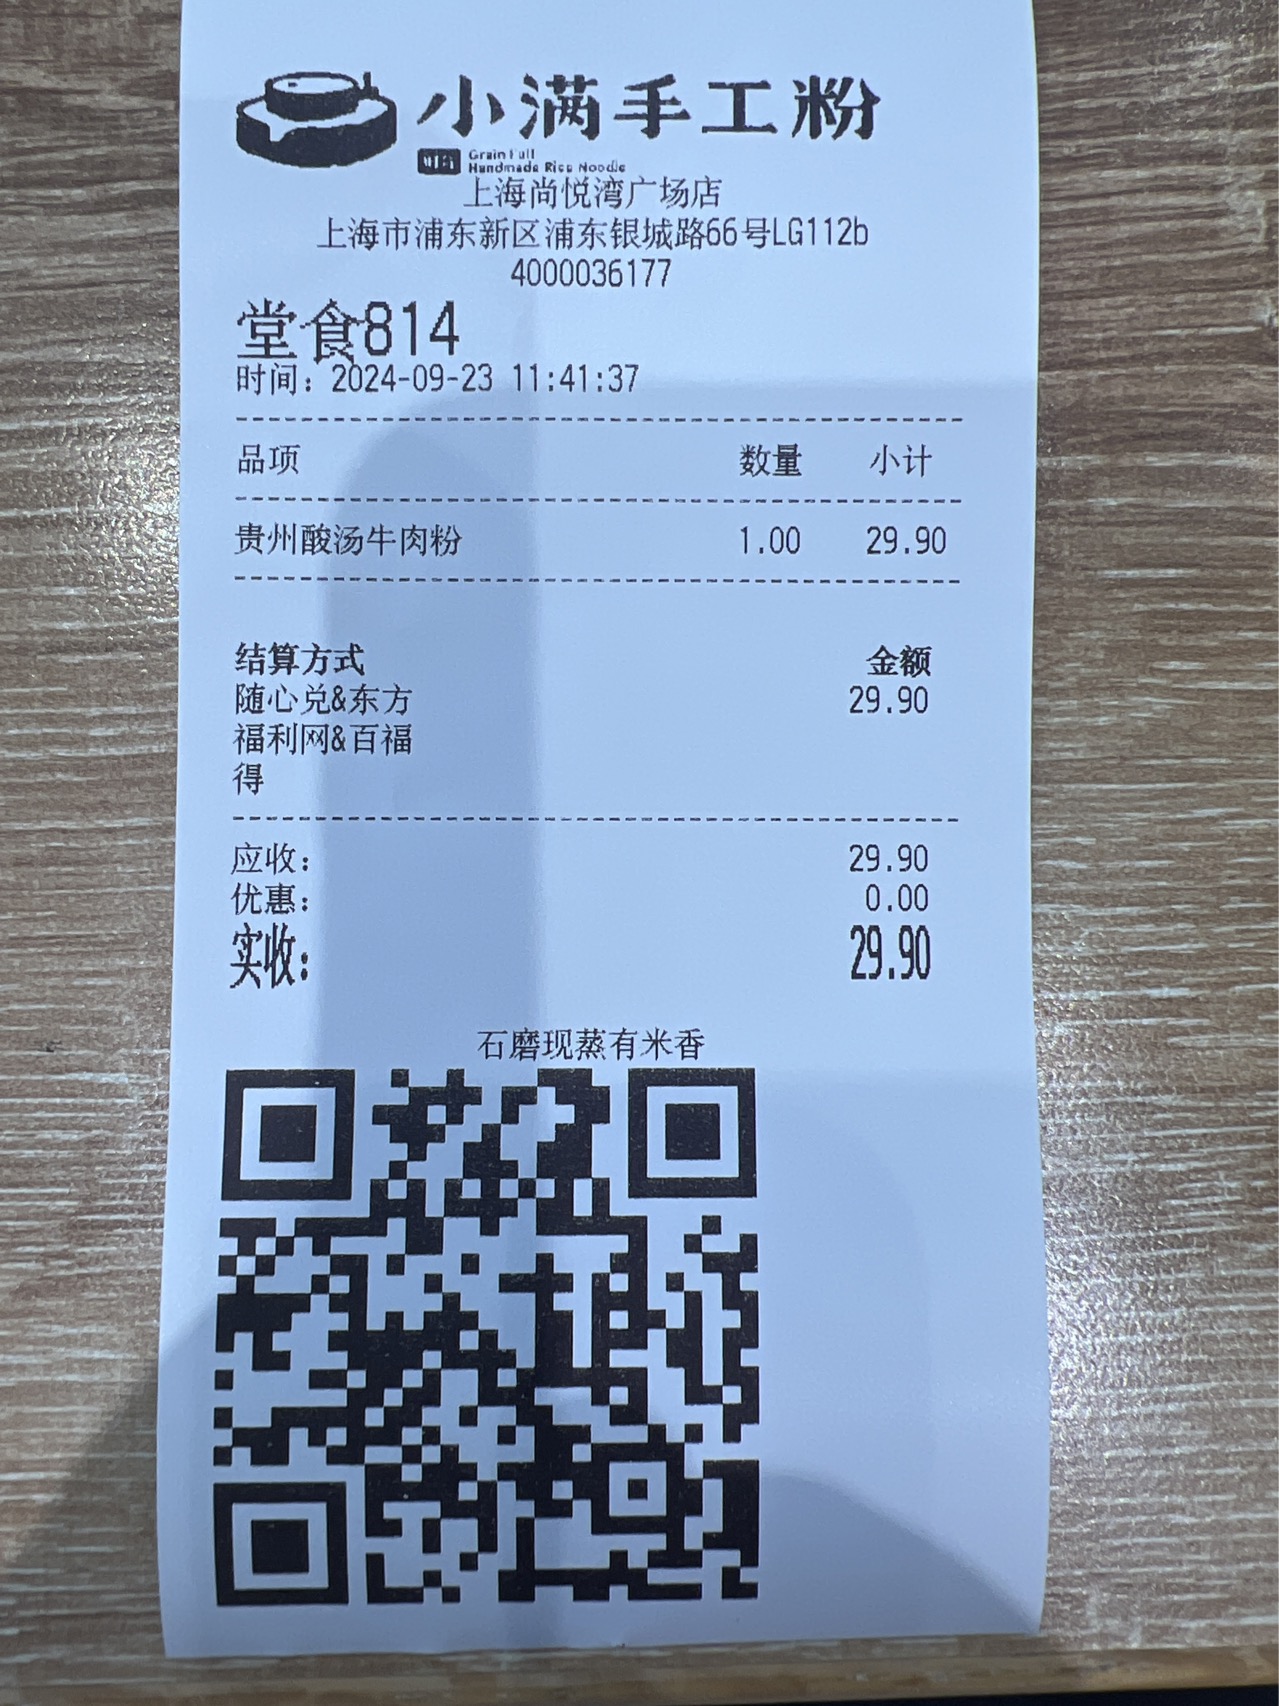 小满手工粉
Grain Full
Handmade Rice Noodle
上海尚悦湾广场店
上海市浦东新区浦东银城路66号LG112b
4000036177
堂食814
时间：2024-09-23 11:41:37
品项 数量 小计
贵州酸汤牛肉粉 1.00 29.90
结算方式 金额
随心兑&东方 29.90
福利网&百福
得
应收： 29.90
优惠： 0.00
实收： 29.90
石磨现蒸有米香